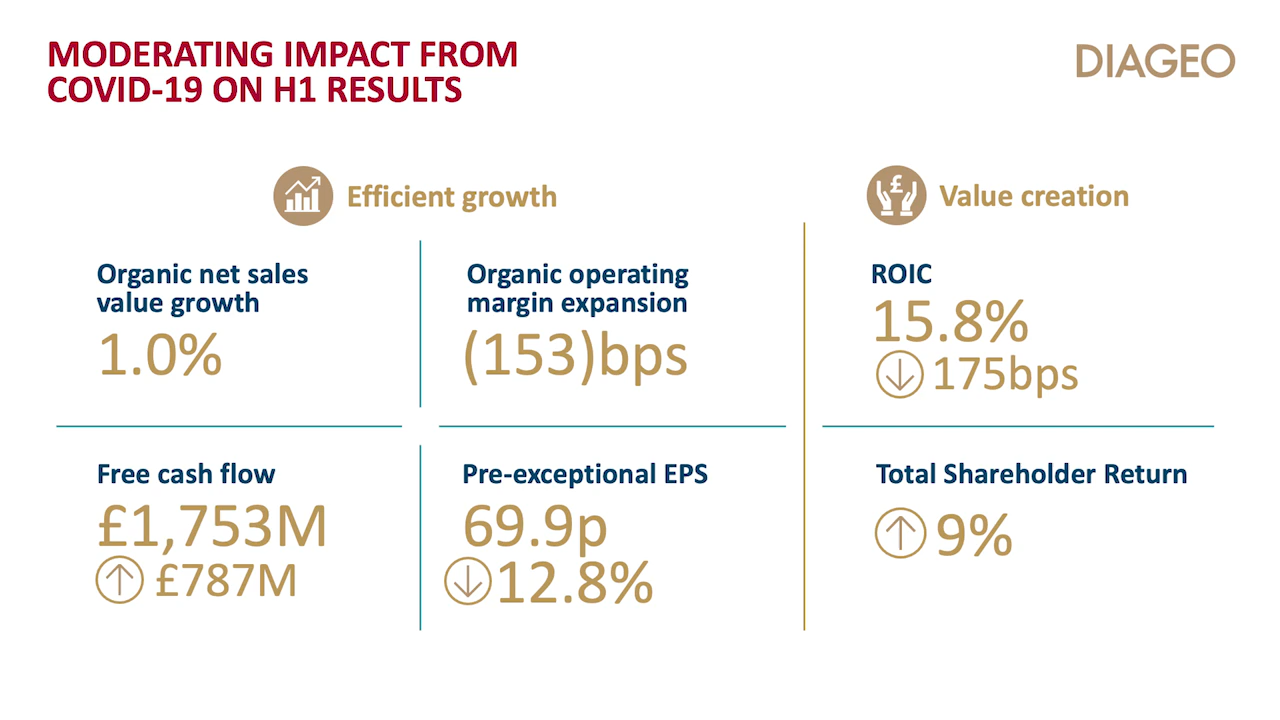 MODERATING IMPACT FROM
COVID-19 ON H1 RESULTS
DIAGEO
Efficient growth
£
Value creation
Organic net sales
value growth
1.0%
Organic operating
margin expansion
(153)bps
ROIC
15.8%
175bps
Free cash flow
£1,753M
£787M
Pre-exceptional EPS
69.9p
12.8%
Total Shareholder Return
9%